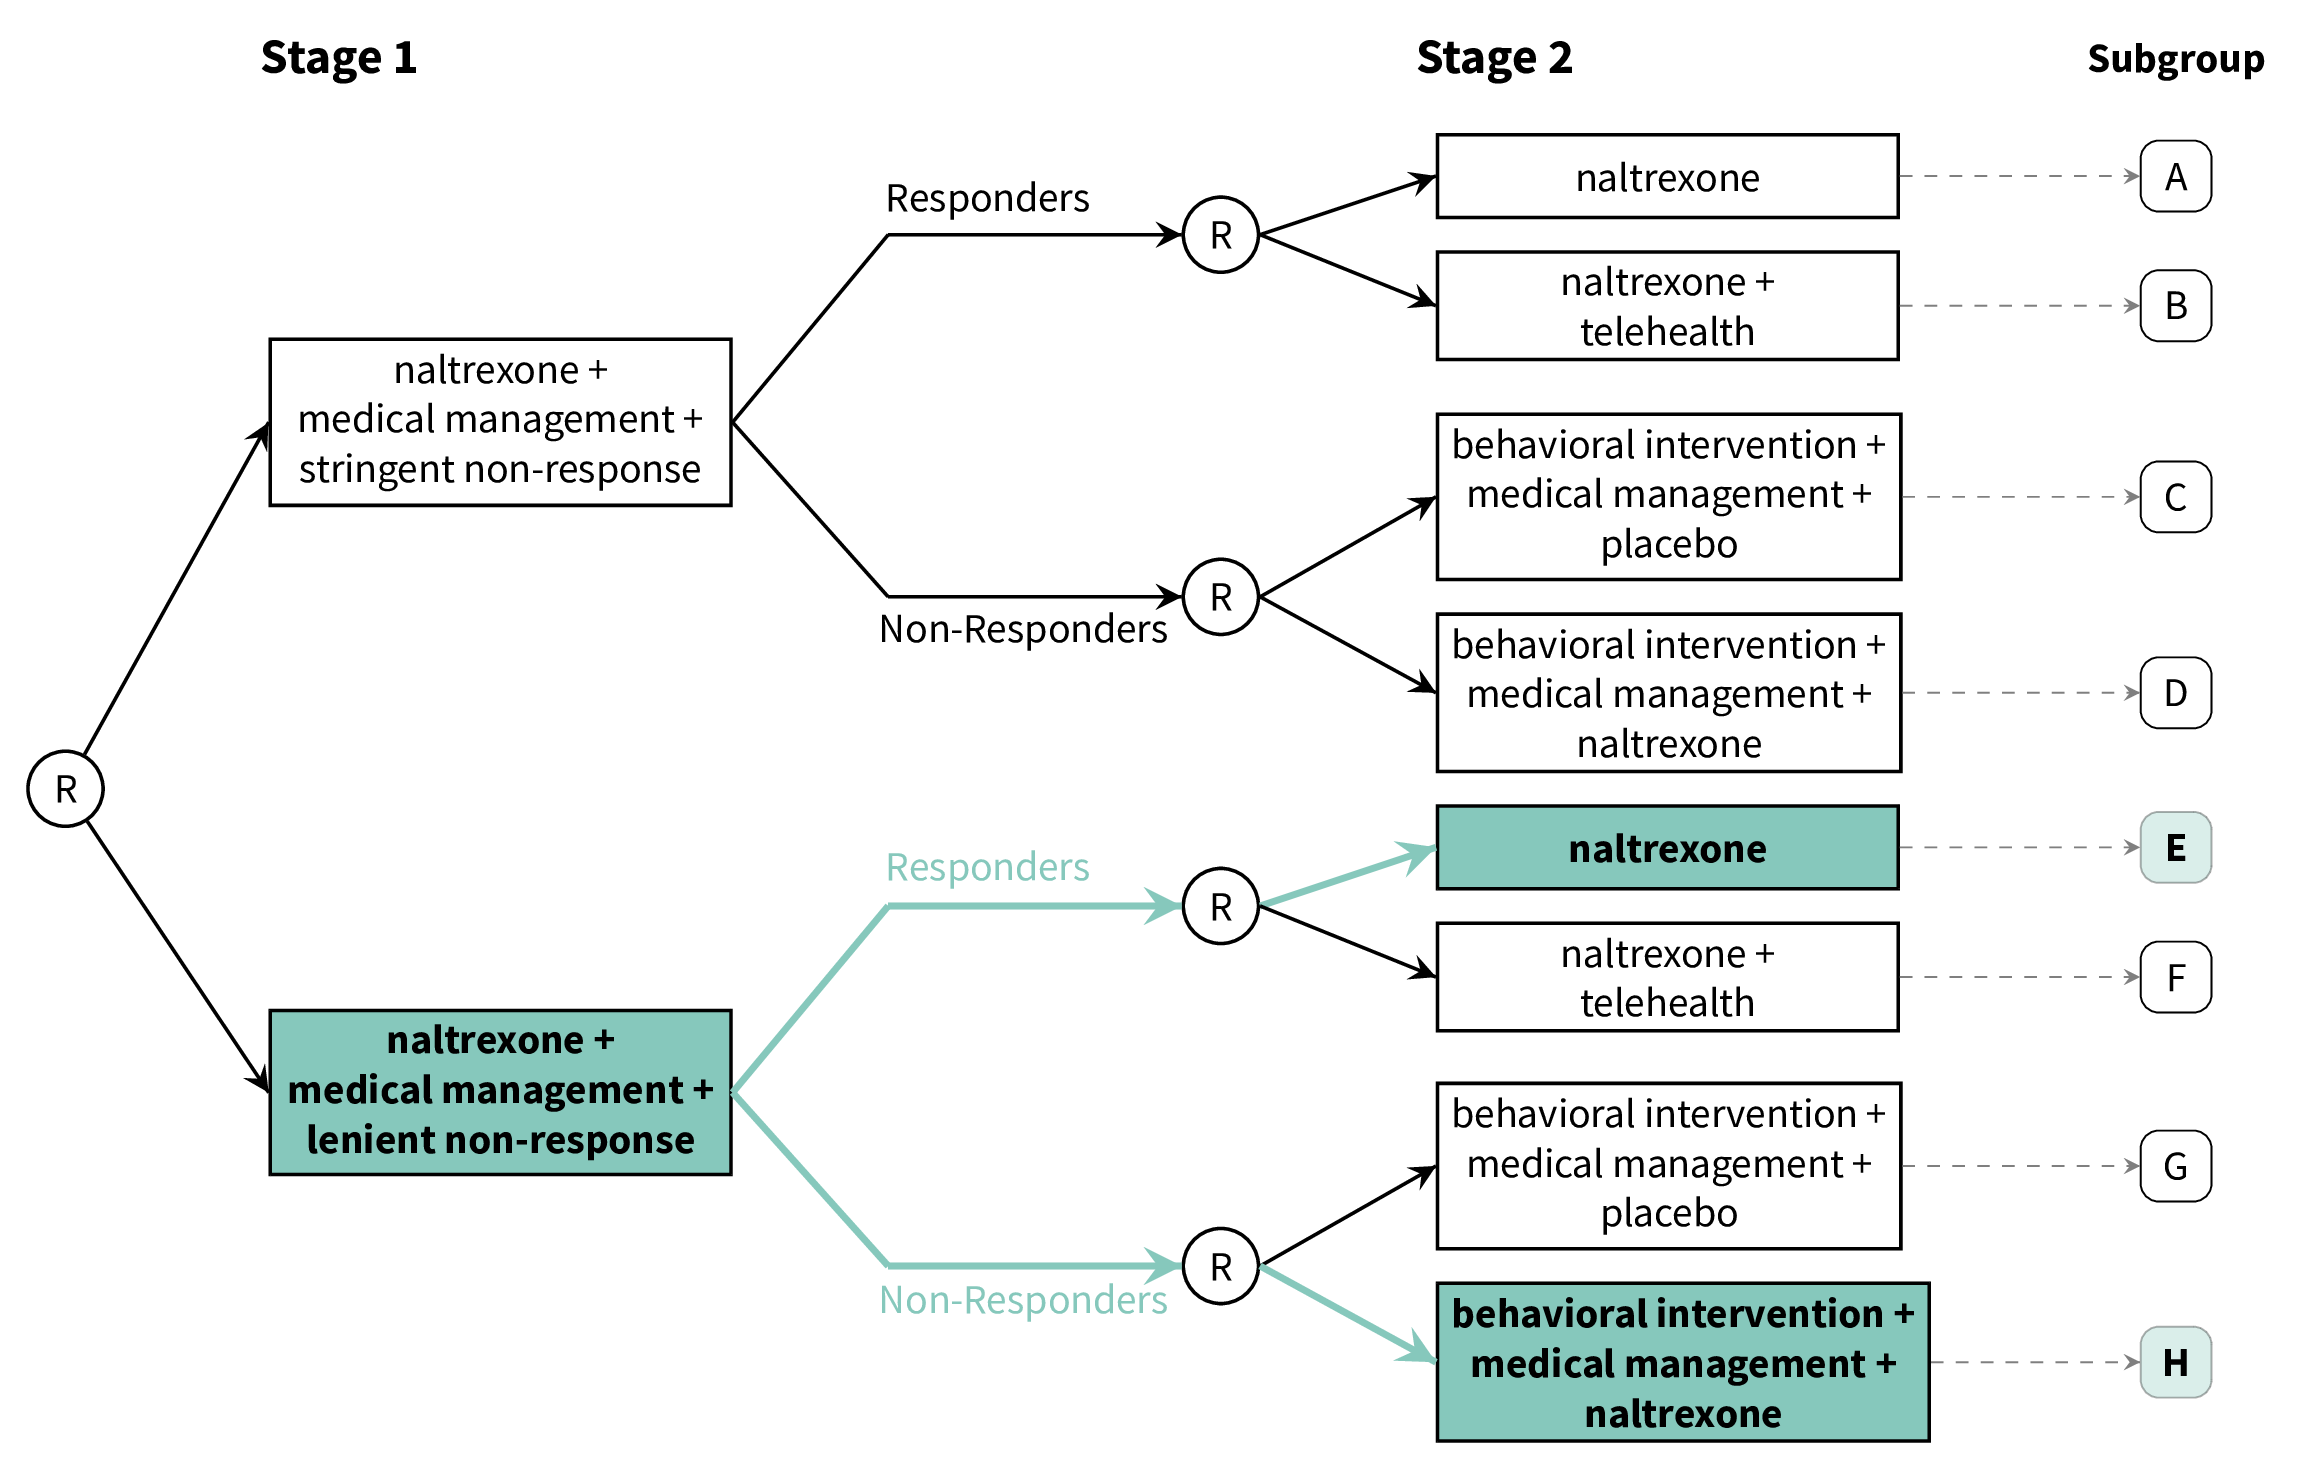 Stage 1
Stage 2
Subgroup
naltrexone
A
Responders
R
naltrexone +
telehealth
B
naltrexone +
medical management +
stringent non-response
behavioral intervention +
medical management +
placebo
C
R
Non-Responders
behavioral intervention +
medical management +
naltrexone
D
R
naltrexone
E
Responders
R
naltrexone +
telehealth
F
naltrexone +
medical management +
lenient non-response
behavioral intervention +
medical management +
placebo
G
R
Non-Responders
behavioral intervention +
medical management +
naltrexone
H